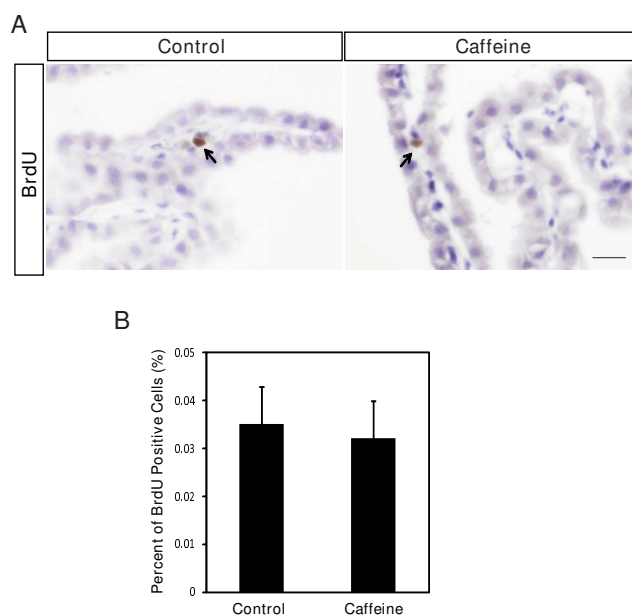 A
Control
Caffeine
BrdU
B
Percent of BrdU Positive Cells (%)
0.05
0.04
0.03
0.02
0.01
0
Control
Caffeine